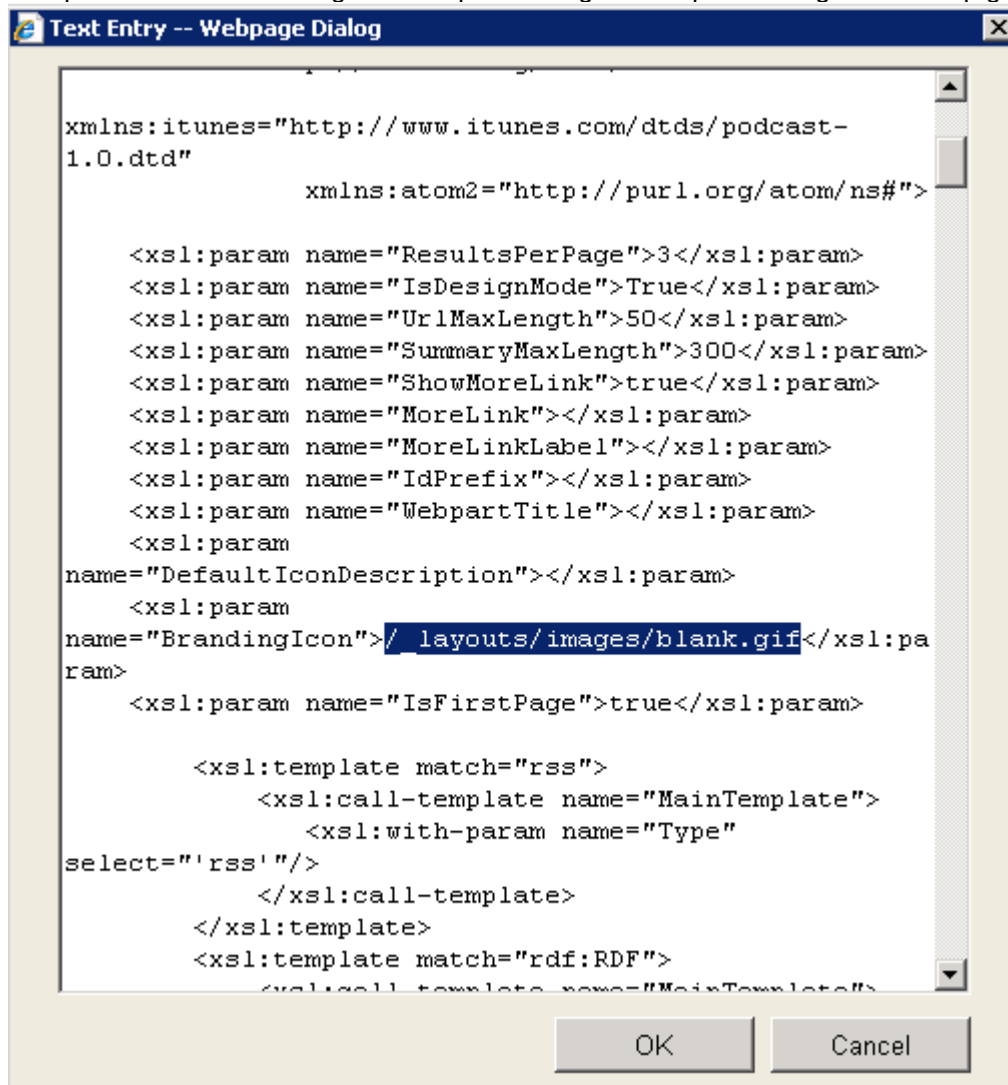 Text Entry -- Webpage Dialog
xmlns:itunes="http://www.itunes.com/dtds/podcast-
1.0.dtd"
xmlns:atom2="http://purl.org/atom/ns#">
<xsl:param name="ResultsPerPage">3</xsl:param>
<xsl:param name="IsDesignMode">True</xsl:param>
<xsl:param name="UrlMaxLength">50</xsl:param>
<xsl:param name="SummaryMaxLength">300</xsl:param>
<xsl:param name="ShowMoreLink">true</xsl:param>
<xsl:param name="MoreLink"></xsl:param>
<xsl:param name="MoreLinkLabel"></xsl:param>
<xsl:param name="IdPrefix"></xsl:param>
<xsl:param name="WebpartTitle"></xsl:param>
<xsl:param
name="DefaultIconDescription"></xsl:param>
<xsl:param
name="BrandingIcon">/_layouts/images/blank.gif</xsl:pa
ram>
<xsl:param name="IsFirstPage">true</xsl:param>
<xsl:template match="rss">
<xsl:call-template name="MainTemplate">
<xsl:with-param name="Type"
select="'rss'"/>
</xsl:call-template>
</xsl:template>
<xsl:template match="rdf:RDF">
<xsl:call-template name="MainTemplate">
OK Cancel